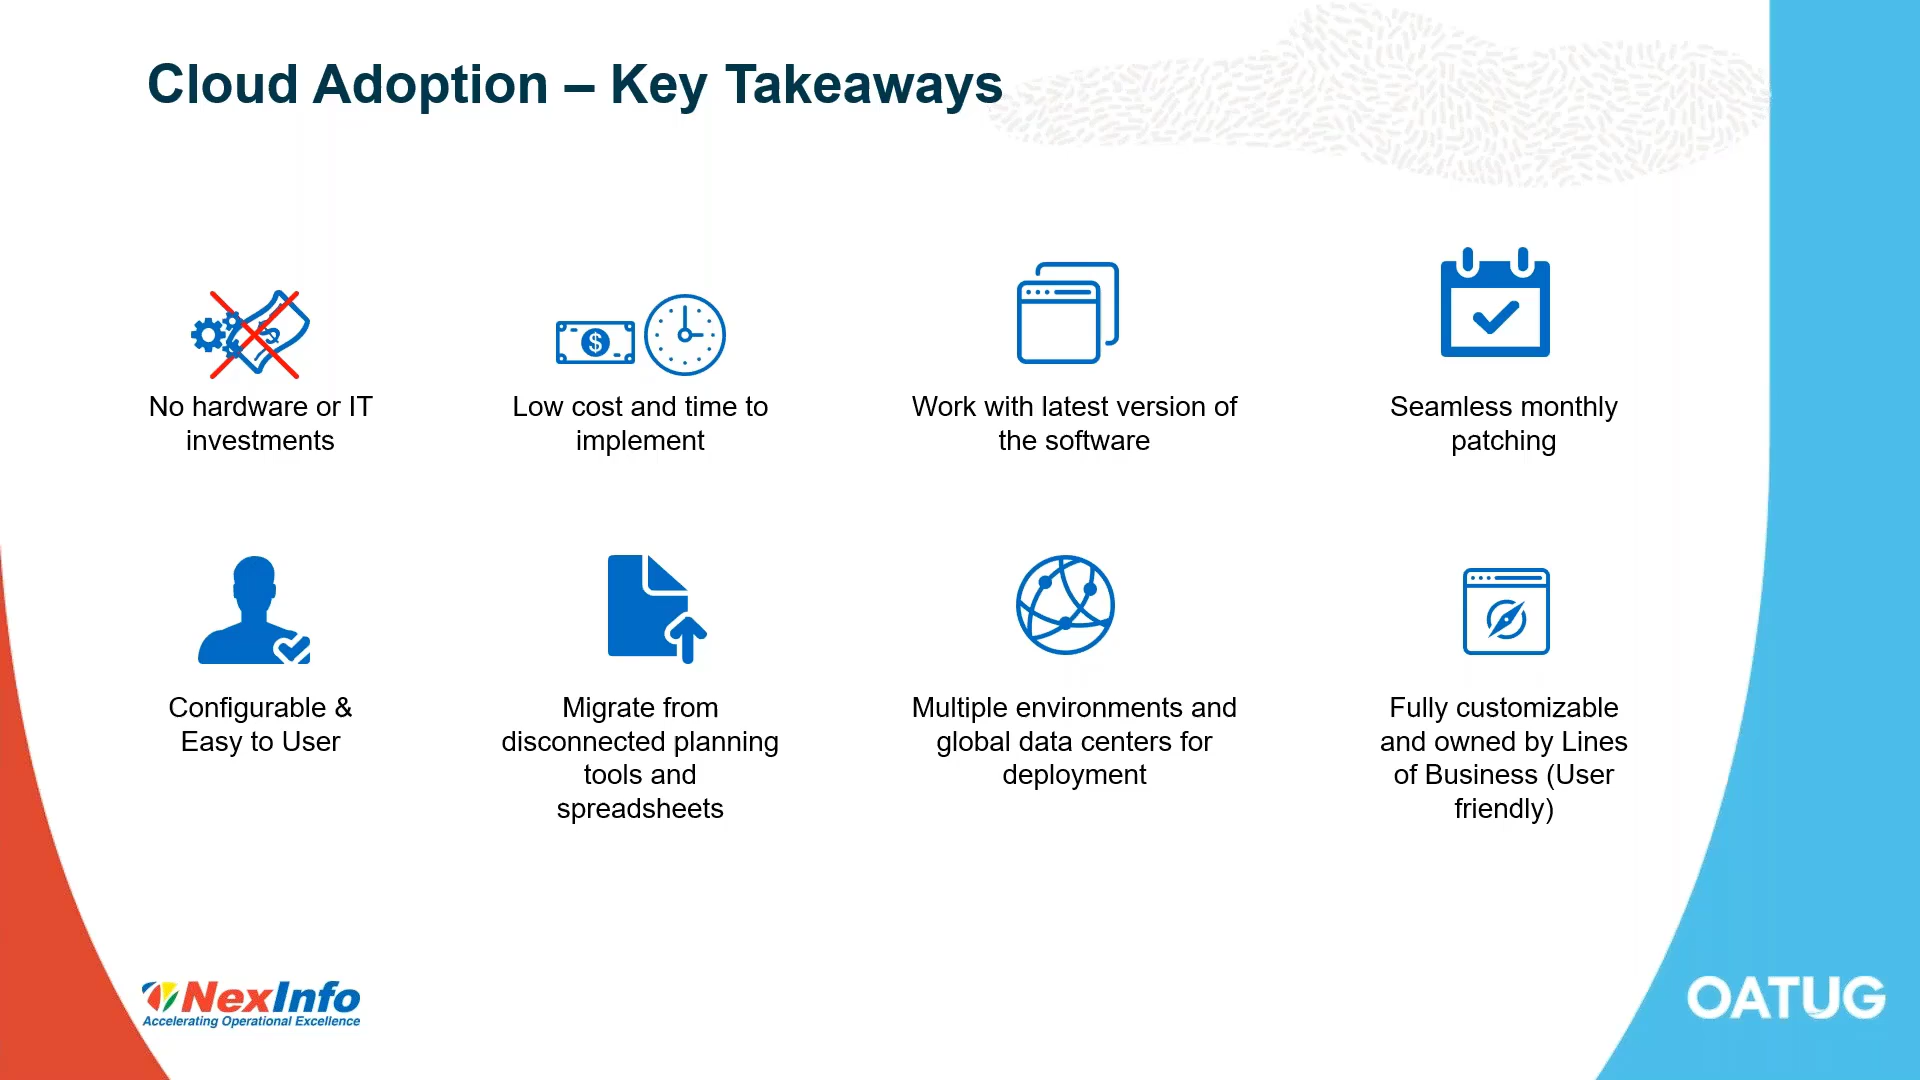 Cloud Adoption – Key Takeaways
No hardware or IT
investments
Low cost and time to
implement
Work with latest version of
the software
Seamless monthly
patching
Configurable &
Easy to User
Migrate from
disconnected planning
tools and
spreadsheets
Multiple environments and
global data centers for
deployment
Fully customizable
and owned by Lines
of Business (User
friendly)
NexInfo
Accelerating Operational Excellence
OATUG